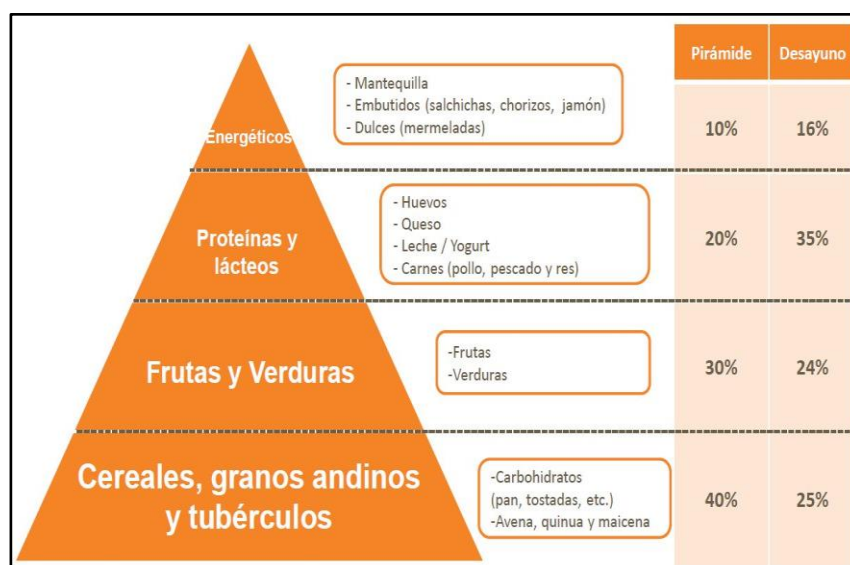 Pirámide Desayuno
Energéticos
- Mantequilla
- Embutidos (salchichas, chorizos, jamón)
- Dulces (mermeladas)
10% 16%
Proteínas y
lácteos
- Huevos
- Queso
- Leche / Yogurt
- Carnes (pollo, pescado y res)
20% 35%
Frutas y Verduras
-Frutas
-Verduras
30% 24%
Cereales, granos andinos
y tubérculos
-Carbohidratos
(pan, tostadas, etc.)
-Avena, quinua y maicena
40% 25%